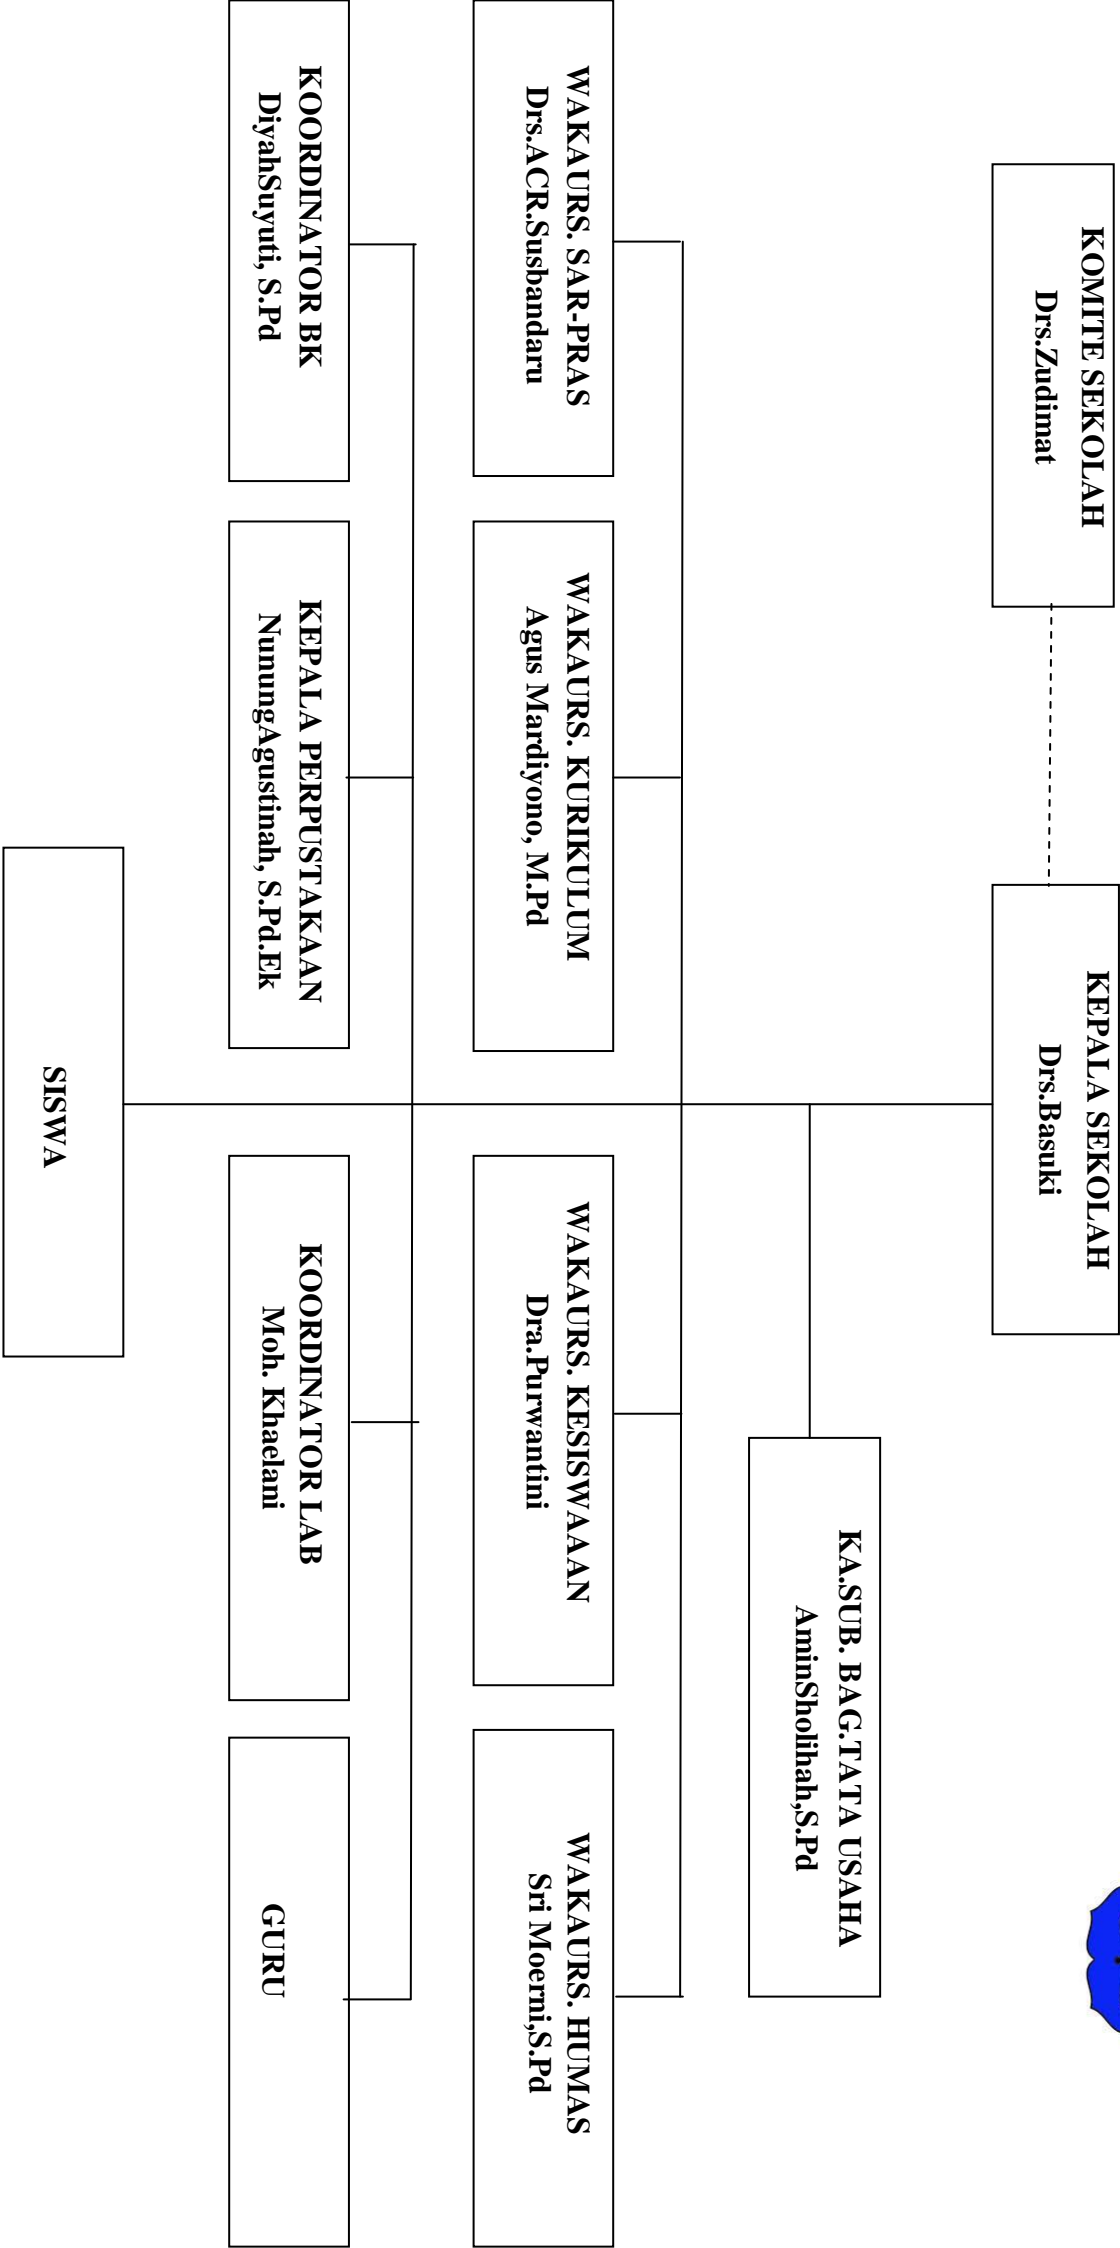 KOMITE SEKOLAH
Drs.Zudimat
KEPALA SEKOLAH
Drs.Basuki
KA.SUB. BAG.TATA USAHA
AminSholihah,S.Pd
WAKAURS. SAR-PRAS
Drs.ACR.Susbandaru
WAKAURS. KURIKULUM
Agus Mardiyono, M.Pd
WAKAURS. KESISWAAAN
Dra.Purwantini
WAKAURS. HUMAS
Sri Moerni,S.Pd
KOORDINATOR BK
DiyahSuyuti, S.Pd
KEPALA PERPUSTAKAAN
NunungAgustinah, S.Pd.Ek
KOORDINATOR LAB
Moh. Khaelani
GURU
SISWA